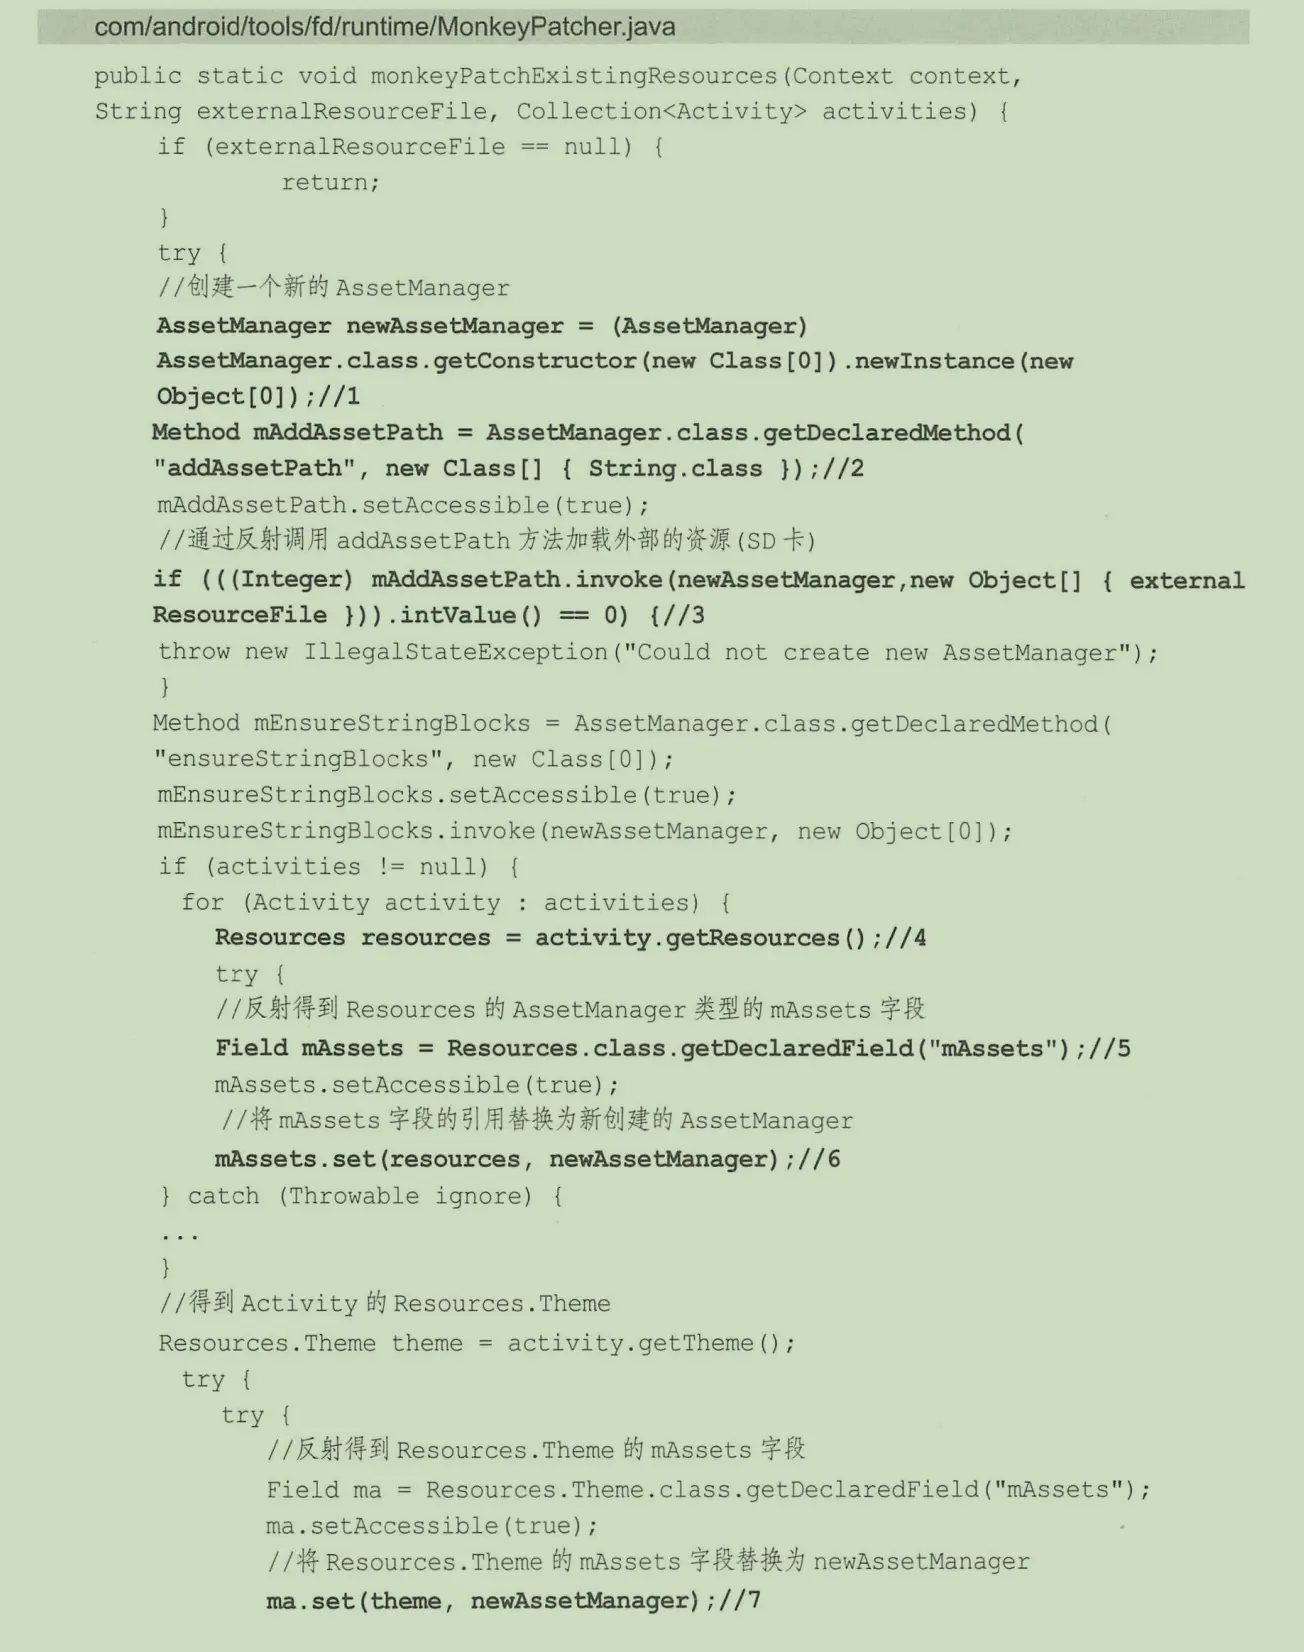 com/android/tools/fd/runtime/MonkeyPatcher.java
public static void monkeyPatchExistingResources(Context context,
String externalResourceFile, Collection<Activity> activities) {
if (externalResourceFile == null) {
return;
}
try {
//创建一个新的 AssetManager
AssetManager newAssetManager = (AssetManager)
AssetManager.class.getConstructor(new Class[0]).newInstance(new
Object[0]);//1
Method mAddAssetPath = AssetManager.class.getDeclaredMethod(
"addAssetPath", new Class[] { String.class });//2
mAddAssetPath.setAccessible(true);
//通过反射调用 addAssetPath 方法加载外部的资源(SD 卡)
if (((Integer) mAddAssetPath.invoke(newAssetManager,new Object[] { external
ResourceFile })).intValue() == 0) {//3
throw new IllegalStateException("Could not create new AssetManager");
}
Method mEnsureStringBlocks = AssetManager.class.getDeclaredMethod(
"ensureStringBlocks", new Class[0]);
mEnsureStringBlocks.setAccessible(true);
mEnsureStringBlocks.invoke(newAssetManager, new Object[0]);
if (activities != null) {
for (Activity activity : activities) {
Resources resources = activity.getResources();//4
try {
//反射得到 Resources 的 AssetManager 类型的 mAssets 字段
Field mAssets = Resources.class.getDeclaredField("mAssets");//5
mAssets.setAccessible(true);
//将 mAssets 字段的引用替换为新创建的 AssetManager
mAssets.set(resources, newAssetManager);//6
} catch (Throwable ignore) {
...
}
//得到 Activity 的 Resources.Theme
Resources.Theme theme = activity.getTheme();
try {
try {
//反射得到 Resources.Theme 的 mAssets 字段
Field ma = Resources.Theme.class.getDeclaredField("mAssets");
ma.setAccessible(true);
//将 Resources.Theme 的 mAssets 字段替换为 newAssetManager
ma.set(theme, newAssetManager);//7